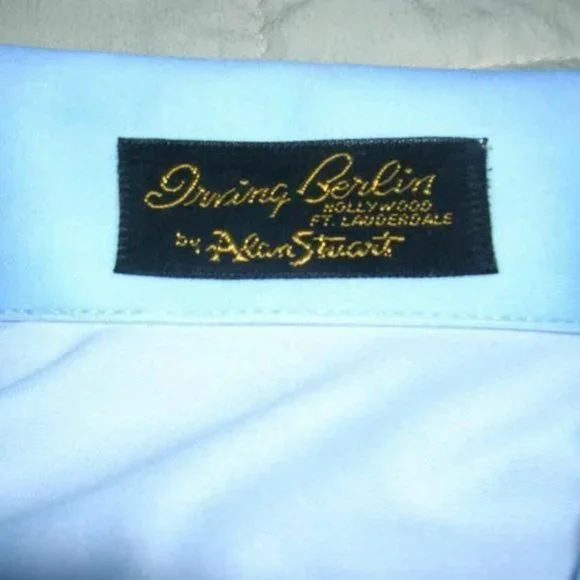 Irving Berlin
HOLLYWOOD
FT. LAUDERDALE
by Alan Stuart